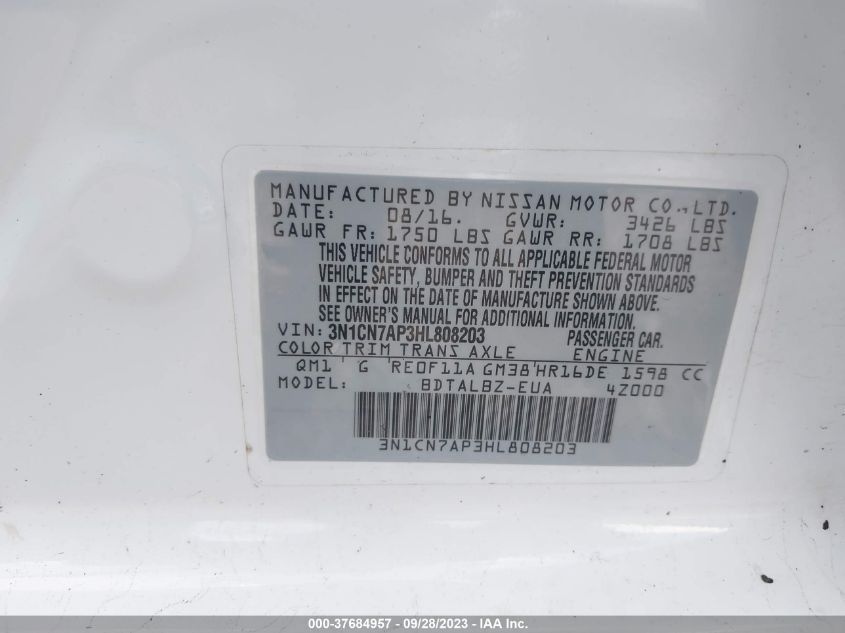 MANUFACTURED BY NISSAN MOTOR CO.,LTD.
DATE: 08/16. GVWR: 3426 LBS
GAWR FR: 1750 LBS GAWR RR: 1708 LBS
THIS VEHICLE CONFORMS TO ALL APPLICABLE FEDERAL MOTOR
VEHICLE SAFETY, BUMPER AND THEFT PREVENTION STANDARDS
IN EFFECT ON THE DATE OF MANUFACTURE SHOWN ABOVE.
SEE OWNER'S MANUAL FOR ADDITIONAL INFORMATION.
VIN: 3N1CN7AP3HL808203 PASSENGER CAR.
COLOR TRIM TRANS AXLE ENGINE
QM1 G RE0F11A GM38 HR16DE 1598 CC
MODEL: BDTALBZ-EUA 4Z000
3N1CN7AP3HL808203
000-37684957 / 09/28/2023 - IAA Inc.